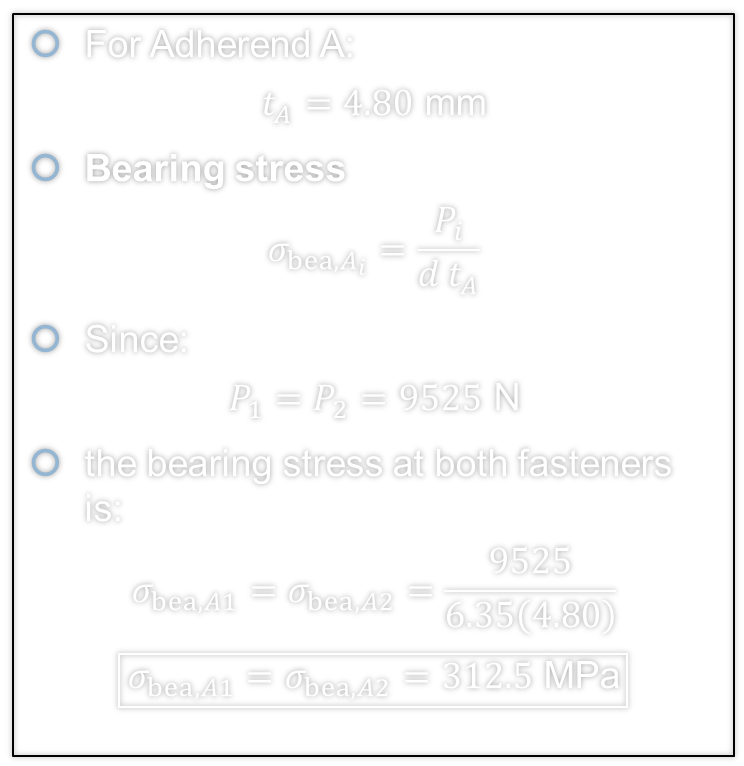 For Adherend A:
t_A = 4.80 mm
Bearing stress
σ_bea,A_i = P_i / (d t_A)
Since:
P_1 = P_2 = 9525 N
the bearing stress at both fasteners
is:
σ_bea,A1 = σ_bea,A2 = 9525 / 6.35(4.80)
σ_bea,A1 = σ_bea,A2 = 312.5 MPa